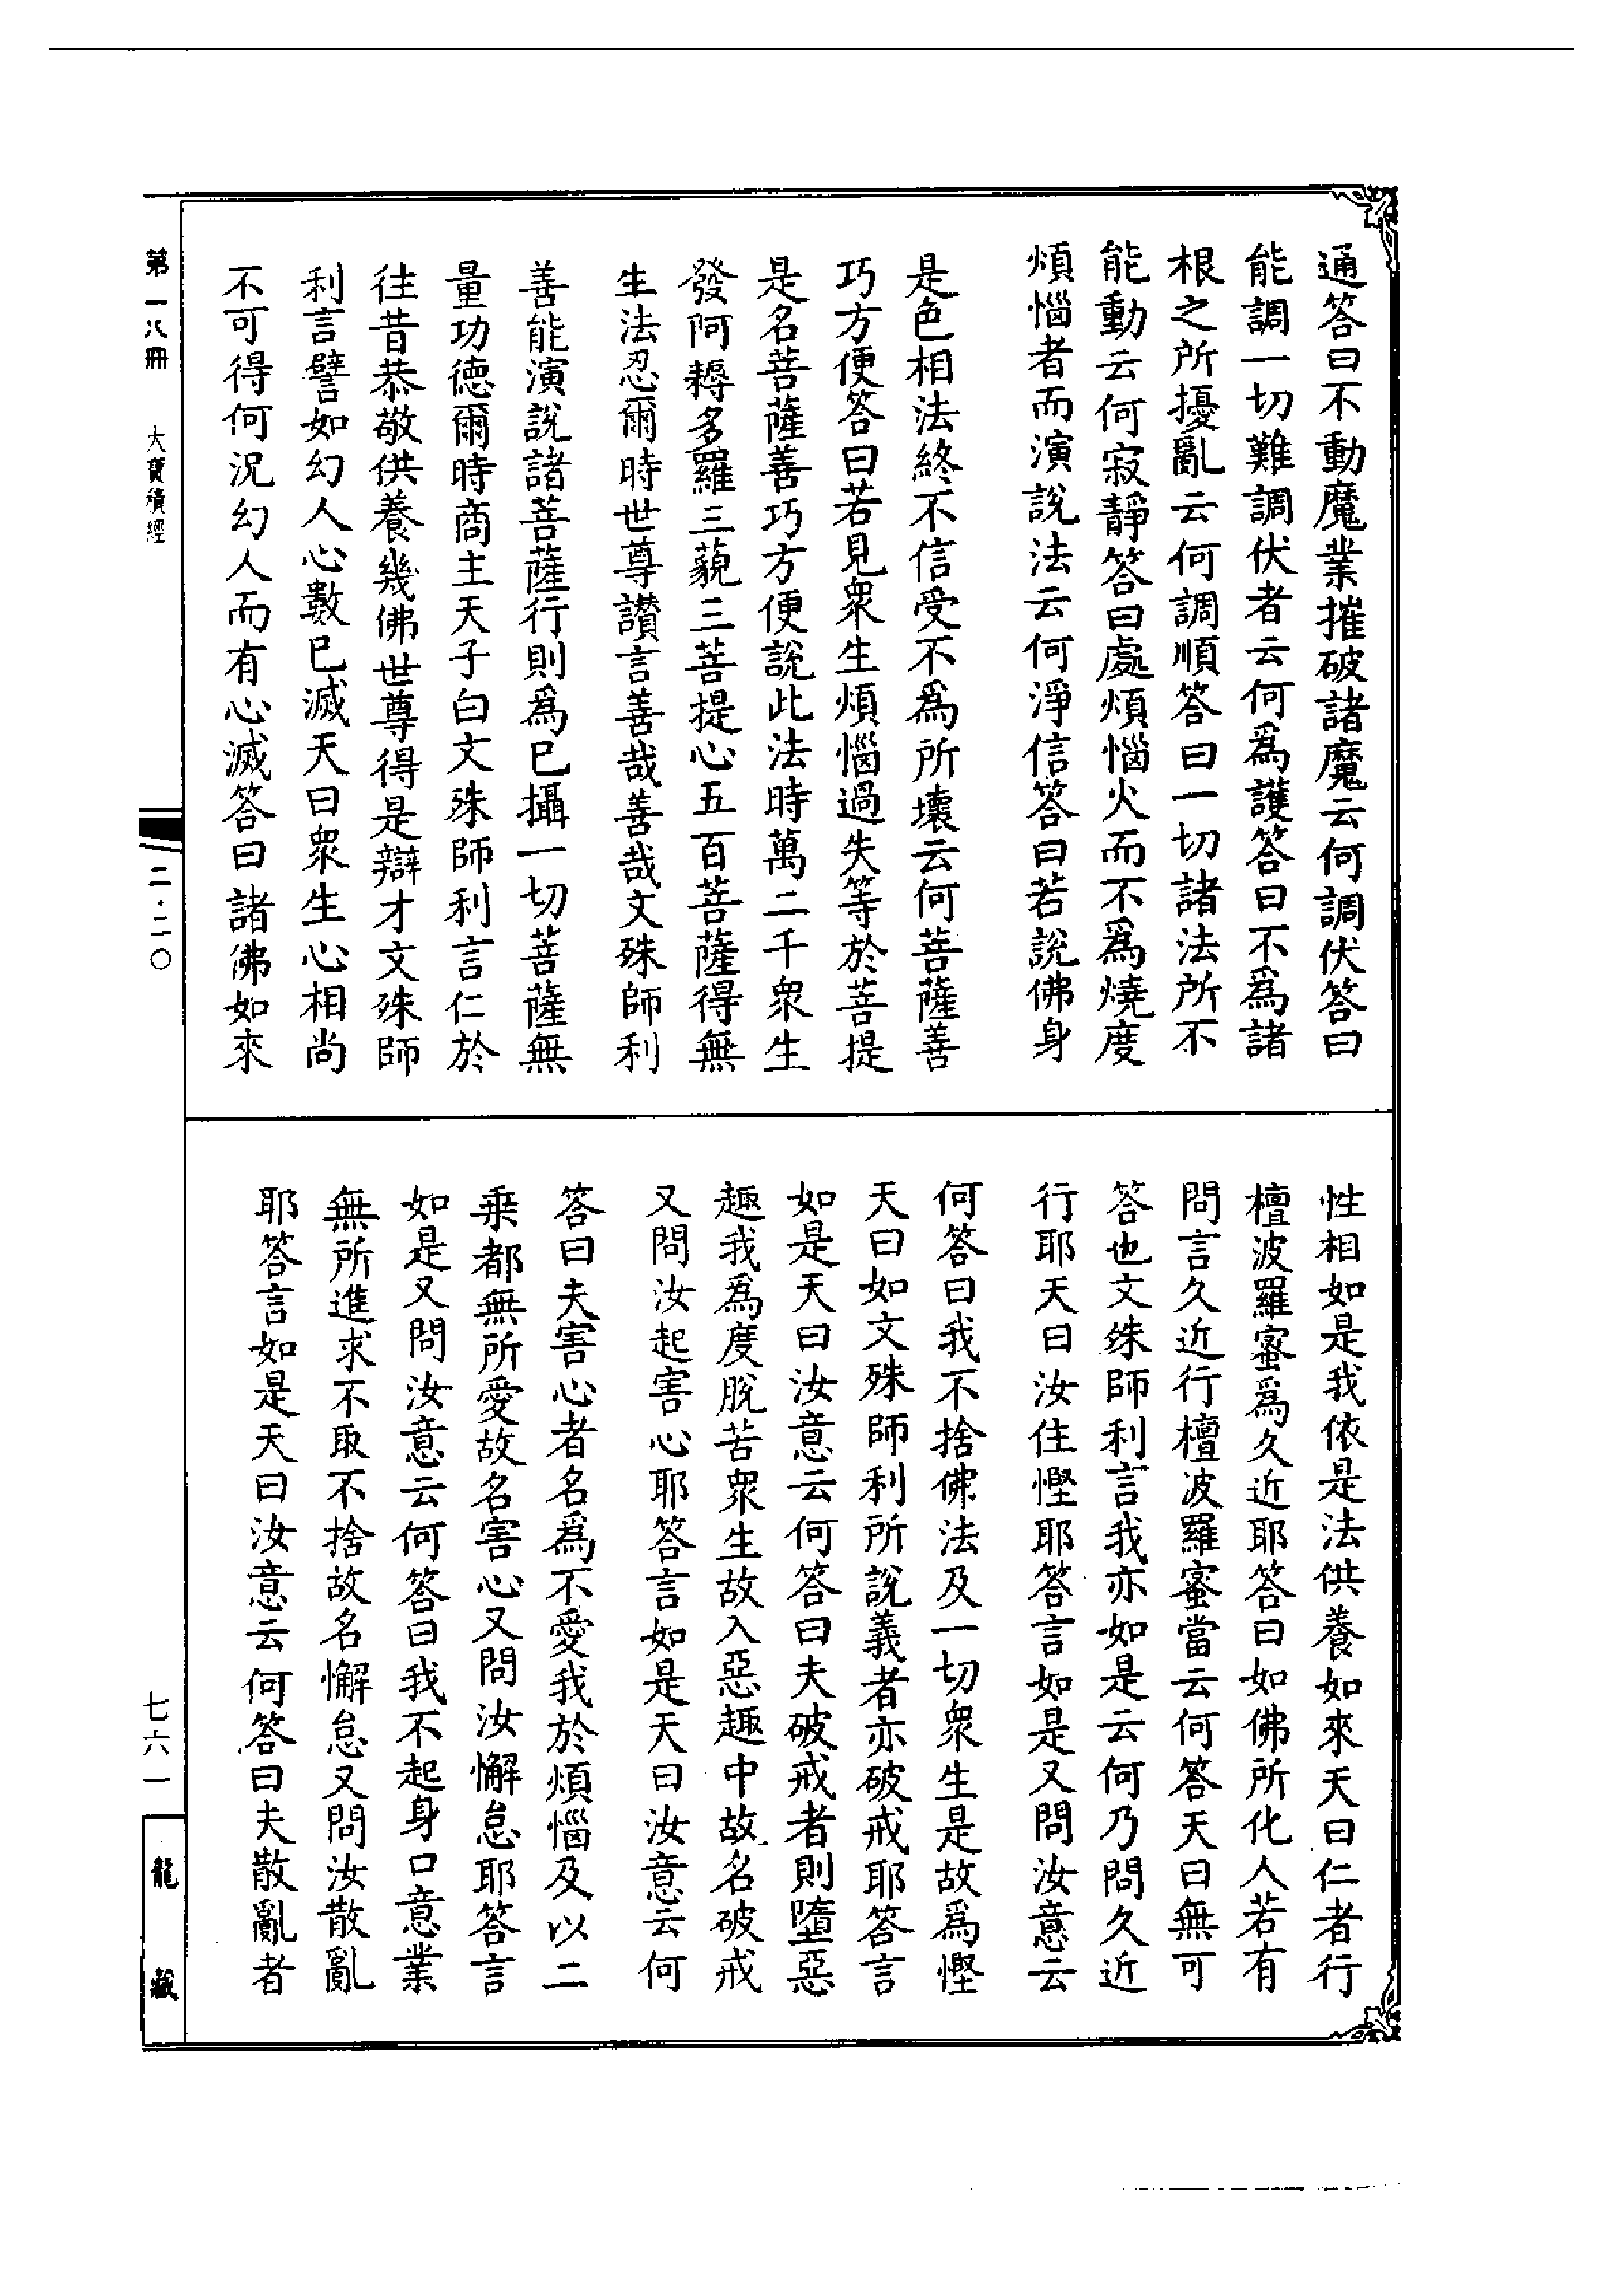 通答曰不動魔業摧破諸魔云何調伏答曰
能調一切難調伏者云何爲護答曰不爲諸
根之所擾亂云何調順答曰一切諸法所不
能動云何寂靜答曰處煩惱火而不爲燒度
煩惱者而演說法云何淨信答曰若說佛身
是色相法終不信受不爲所壞云何菩薩善
巧方便答曰若見眾生煩惱過失等於菩提
是名菩薩善巧方便說此法時萬二千眾生
發阿耨多羅三藐三菩提心五百菩薩得無
生法忍爾時世尊讚言善哉善哉文殊師利
善能演說諸菩薩行則爲已攝一切菩薩無
量功德爾時商主天子白文殊師利言仁於
往昔恭敬供養幾佛世尊得是辯才文殊師
利言譬如幻人心數已滅天曰眾生心相尚
不可得何況幻人而有心滅答曰諸佛如來
性相如是我依是法供養如來天曰仁者行
檀波羅蜜爲久近耶答曰如佛所化人若有
問言久近行檀波羅蜜當云何答天曰無可
答也文殊師利言我亦如是云何乃問久近
行耶天曰汝住慳耶答言如是又問汝意云
何答曰我不捨佛法及一切眾生是故爲慳
天曰如文殊師利所說義者亦破戒耶答言
如是天曰汝意云何答曰夫破戒者則墮惡
趣我爲度脫苦眾生故入惡趣中故名破戒
又問汝起害心耶答言如是天曰汝意云何
答曰夫害心者名爲不愛我於煩惱及以二
乘都無所愛故名害心又問汝懈怠耶答言
如是又問汝意云何答曰我不起身口意業
無所進求不取不捨故名懈怠又問汝散亂
耶答言如是天曰汝意云何答曰夫散亂者
第一八冊 大寶積經 二·二〇 七六一 龍藏